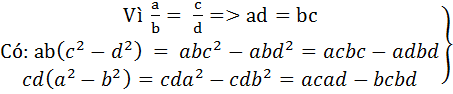 Vì a/b = c/d => ad = bc
Có: ab(c² − d²) = abc² − abd² = acbc − adbd
cd(a² − b²) = cda² − cdb² = acad − bcbd